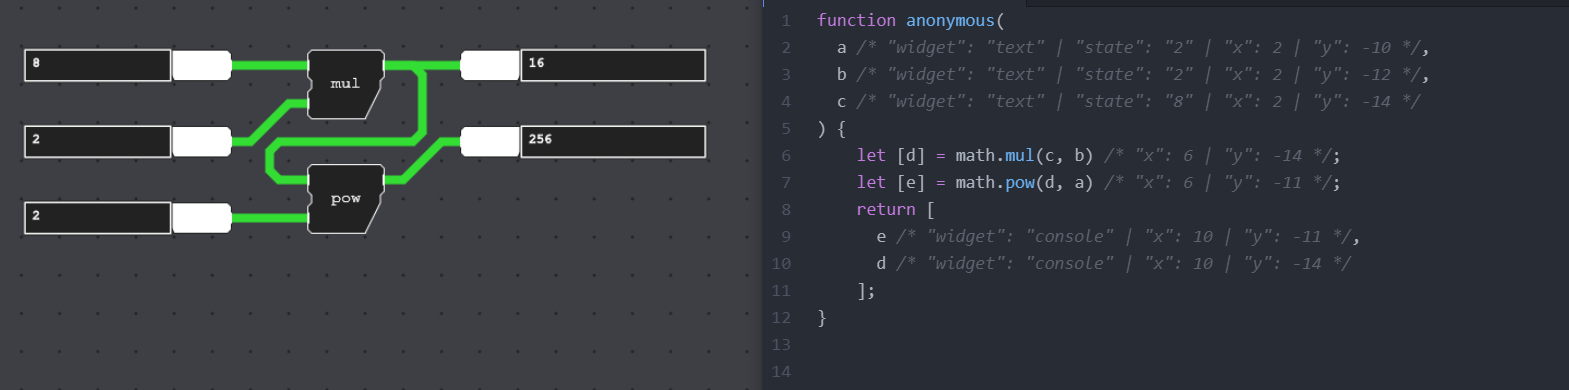 8
mul
16
2
256
pow
2
1 function anonymous(
2 a /* "widget": "text" | "state": "2" | "x": 2 | "y": -10 */,
3 b /* "widget": "text" | "state": "2" | "x": 2 | "y": -12 */,
4 c /* "widget": "text" | "state": "8" | "x": 2 | "y": -14 */
5 ) {
6 let [d] = math.mul(c, b) /* "x": 6 | "y": -14 */;
7 let [e] = math.pow(d, a) /* "x": 6 | "y": -11 */;
8 return [
9 e /* "widget": "console" | "x": 10 | "y": -11 */,
10 d /* "widget": "console" | "x": 10 | "y": -14 */
11 ];
12 }
13
14